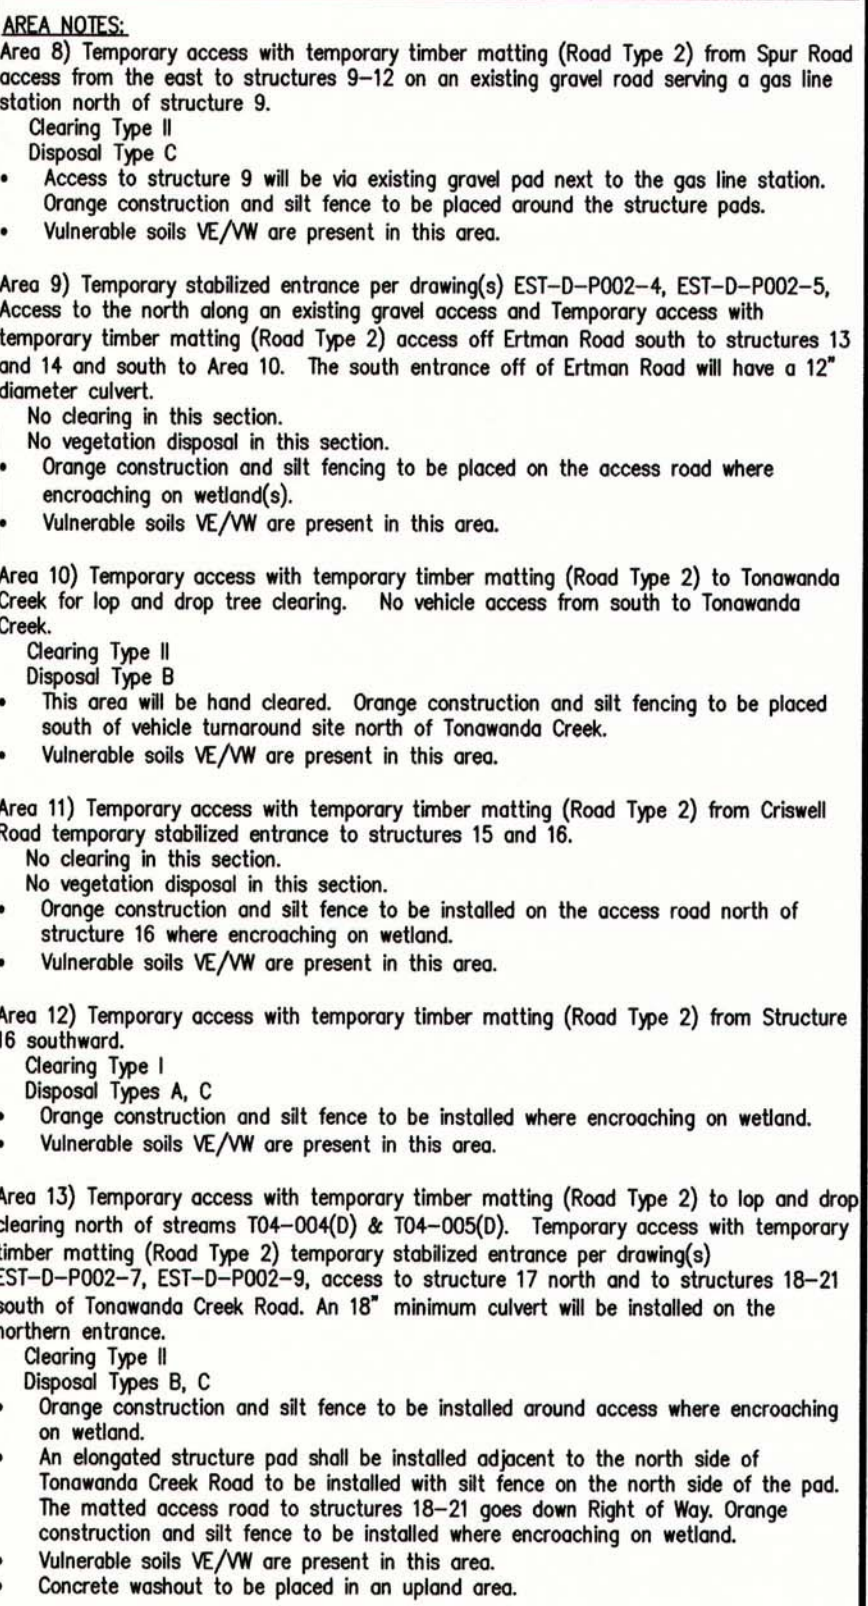 AREA NOTES:
Area 8) Temporary access with temporary timber matting (Road Type 2) from Spur Road
access from the east to structures 9–12 on an existing gravel road serving a gas line
station north of structure 9.
Clearing Type II
Disposal Type C
• Access to structure 9 will be via existing gravel pad next to the gas line station.
Orange construction and silt fence to be placed around the structure pads.
• Vulnerable soils VE/VW are present in this area.
Area 9) Temporary stabilized entrance per drawing(s) EST–D–P002–4, EST–D–P002–5,
Access to the north along an existing gravel access and Temporary access with
temporary timber matting (Road Type 2) access off Ertman Road south to structures 13
and 14 and south to Area 10. The south entrance off of Ertman Road will have a 12"
diameter culvert.
No clearing in this section.
No vegetation disposal in this section.
• Orange construction and silt fencing to be placed on the access road where
encroaching on wetland(s).
• Vulnerable soils VE/VW are present in this area.
Area 10) Temporary access with temporary timber matting (Road Type 2) to Tonawanda
Creek for lop and drop tree clearing. No vehicle access from south to Tonawanda
Creek.
Clearing Type II
Disposal Type B
• This area will be hand cleared. Orange construction and silt fencing to be placed
south of vehicle turnaround site north of Tonawanda Creek.
• Vulnerable soils VE/VW are present in this area.
Area 11) Temporary access with temporary timber matting (Road Type 2) from Criswell
Road temporary stabilized entrance to structures 15 and 16.
No clearing in this section.
No vegetation disposal in this section.
• Orange construction and silt fence to be installed on the access road north of
structure 16 where encroaching on wetland.
• Vulnerable soils VE/VW are present in this area.
Area 12) Temporary access with temporary timber matting (Road Type 2) from Structure
16 southward.
Clearing Type I
Disposal Types A, C
• Orange construction and silt fence to be installed where encroaching on wetland.
• Vulnerable soils VE/VW are present in this area.
Area 13) Temporary access with temporary timber matting (Road Type 2) to lop and drop
clearing north of streams T04–004(D) & T04–005(D). Temporary access with temporary
timber matting (Road Type 2) temporary stabilized entrance per drawing(s)
EST–D–P002–7, EST–D–P002–9, access to structure 17 north and to structures 18–21
south of Tonawanda Creek Road. An 18" minimum culvert will be installed on the
northern entrance.
Clearing Type II
Disposal Types B, C
• Orange construction and silt fence to be installed around access where encroaching
on wetland.
• An elongated structure pad shall be installed adjacent to the north side of
Tonawanda Creek Road to be installed with silt fence on the north side of the pad.
The matted access road to structures 18–21 goes down Right of Way. Orange
construction and silt fence to be installed where encroaching on wetland.
• Vulnerable soils VE/VW are present in this area.
• Concrete washout to be placed in an upland area.